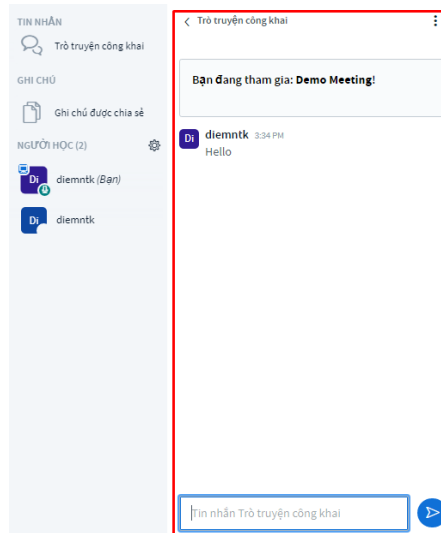 TIN NHẮN
Trò truyện công khai
GHI CHÚ
Ghi chú được chia sẻ
NGƯỜI HỌC (2)
Di
diemntk (Bạn)
Di
diemntk
Trò truyện công khai
Bạn đang tham gia: Demo Meeting!
Di
diemntk 3:34 PM
Hello
Tin nhắn Trò truyện công khai